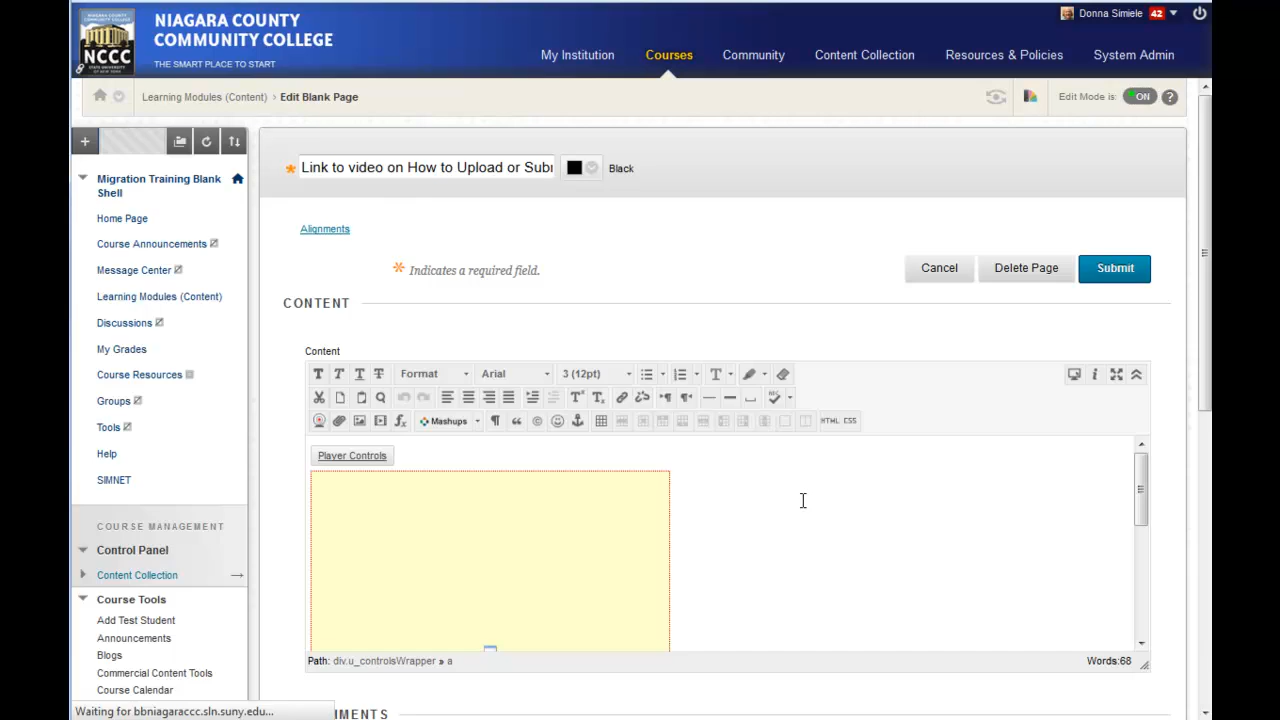 NIAGARA COUNTY
COMMUNITY COLLEGE
THE SMART PLACE TO START
NCCC
Donna Simiele 42
My Institution Courses Community Content Collection Resources & Policies System Admin
Learning Modules (Content) > Edit Blank Page
Edit Mode is: ON ?
Migration Training Blank
Shell
Home Page
Course Announcements
Message Center
Learning Modules (Content)
Discussions
My Grades
Course Resources
Groups
Tools
Help
SIMNET
COURSE MANAGEMENT
Control Panel
Content Collection
Course Tools
Add Test Student
Announcements
Blogs
Commercial Content Tools
Course Calendar
Waiting for bbniagaraccc.sln.suny.edu...
* Link to video on How to Upload or Subm
Black
Alignments
* Indicates a required field.
Cancel Delete Page Submit
CONTENT
Content
T T T T Format Arial 3 (12pt)
HTML CSS
Mashups
Player Controls
Path: div.u_controlsWrapper » a
Words:68
MENTS